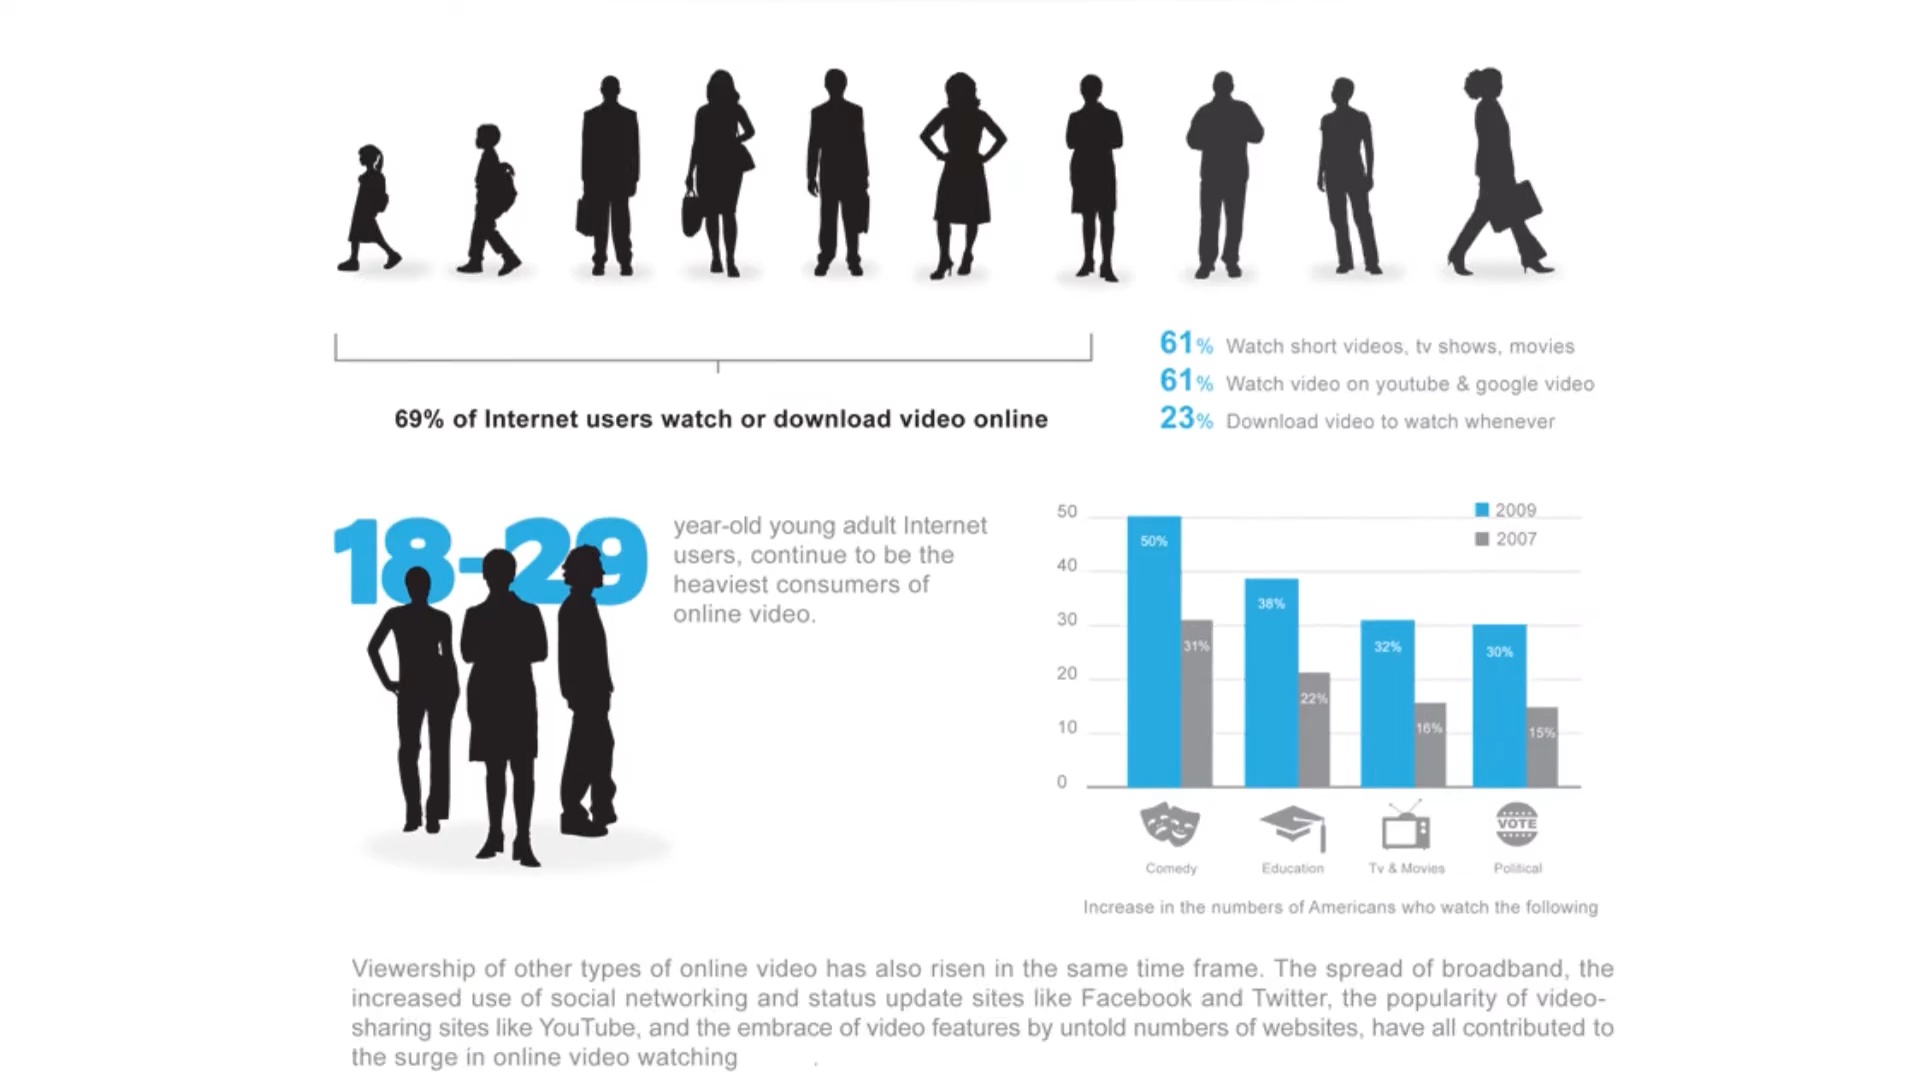 69% of Internet users watch or download video online
61% Watch short videos, tv shows, movies
61% Watch video on youtube & google video
23% Download video to watch whenever
18-29
year-old young adult Internet
users, continue to be the
heaviest consumers of
online video.
50
40
30
20
10
0
2009
2007
50%
31%
38%
22%
32%
16%
30%
15%
VOTE
Comedy
Education
Tv & Movies
Political
Increase in the numbers of Americans who watch the following
Viewership of other types of online video has also risen in the same time frame. The spread of broadband, the
increased use of social networking and status update sites like Facebook and Twitter, the popularity of video-
sharing sites like YouTube, and the embrace of video features by untold numbers of websites, have all contributed to
the surge in online video watching .